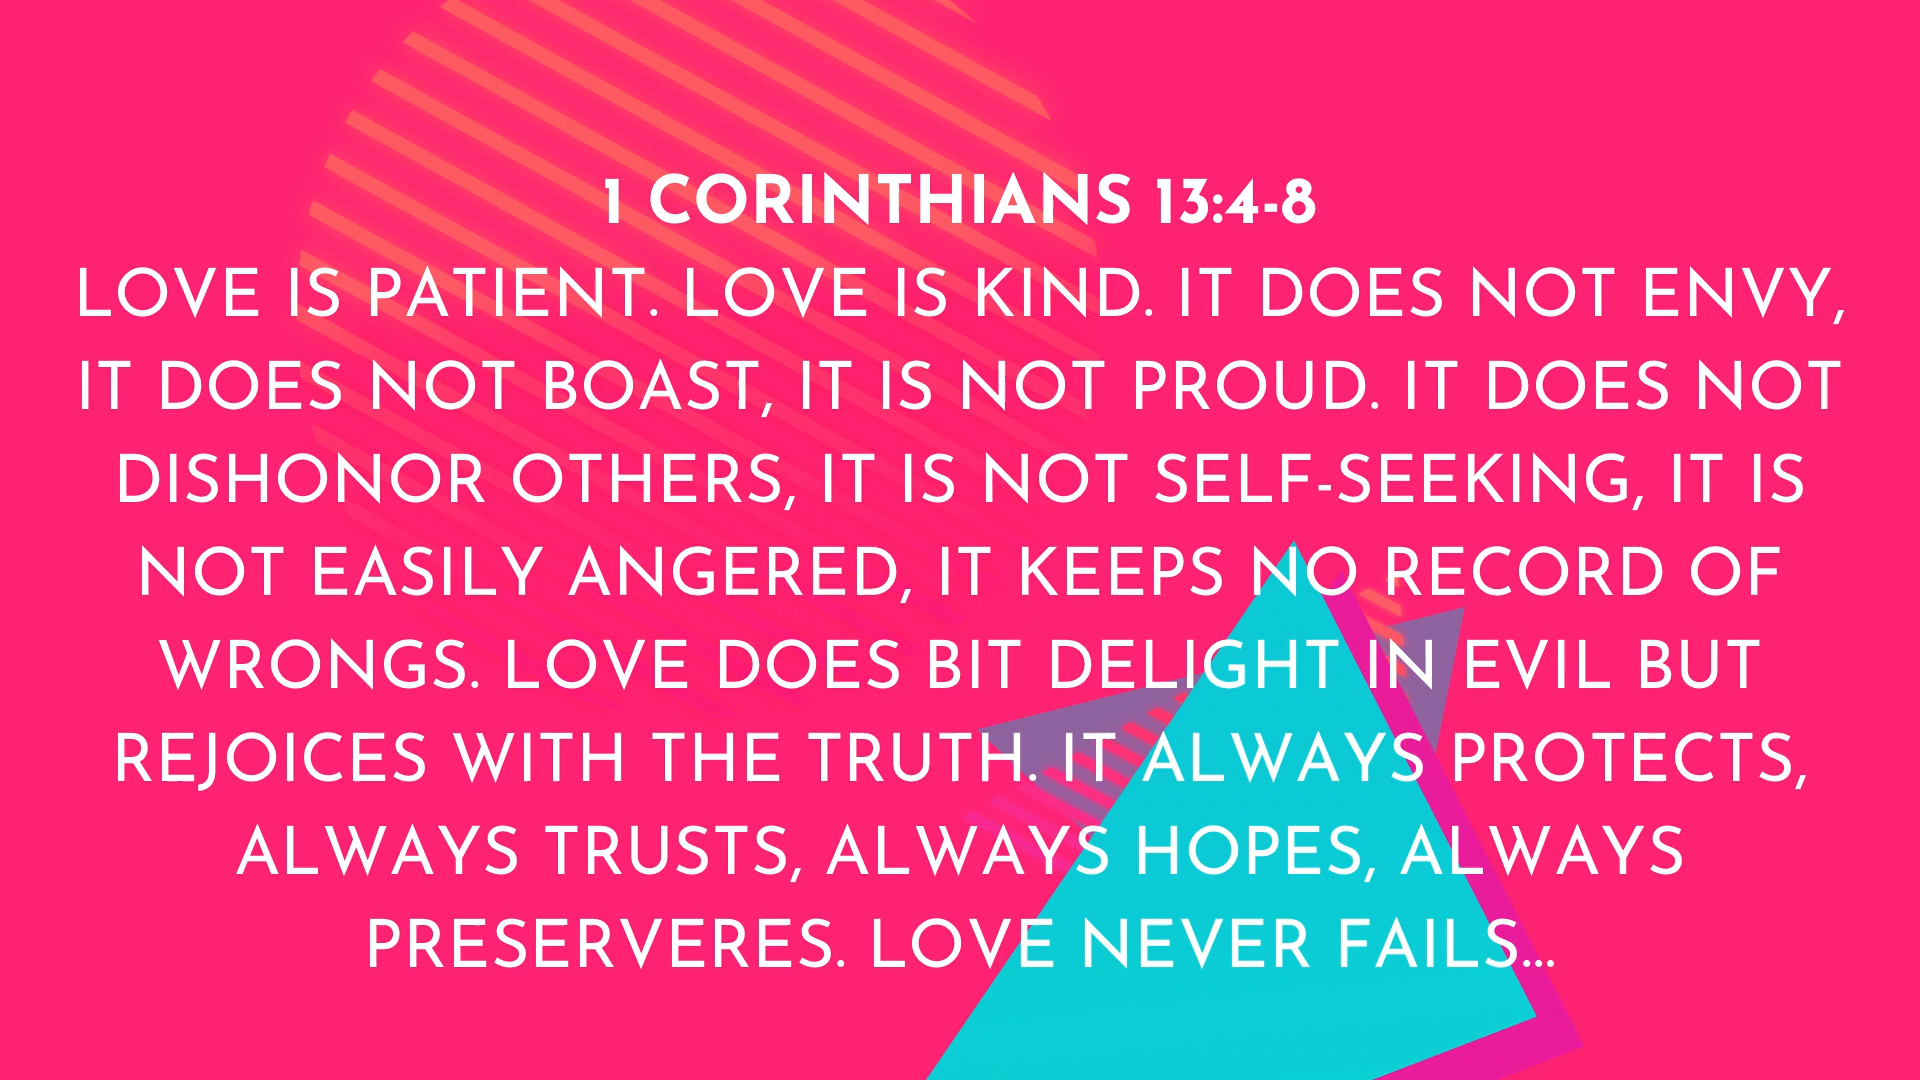 1 CORINTHIANS 13:4-8
LOVE IS PATIENT. LOVE IS KIND. IT DOES NOT ENVY,
IT DOES NOT BOAST, IT IS NOT PROUD. IT DOES NOT
DISHONOR OTHERS, IT IS NOT SELF-SEEKING, IT IS
NOT EASILY ANGERED, IT KEEPS NO RECORD OF
WRONGS. LOVE DOES BIT DELIGHT IN EVIL BUT
REJOICES WITH THE TRUTH. IT ALWAYS PROTECTS,
ALWAYS TRUSTS, ALWAYS HOPES, ALWAYS
PRESERVERES. LOVE NEVER FAILS...